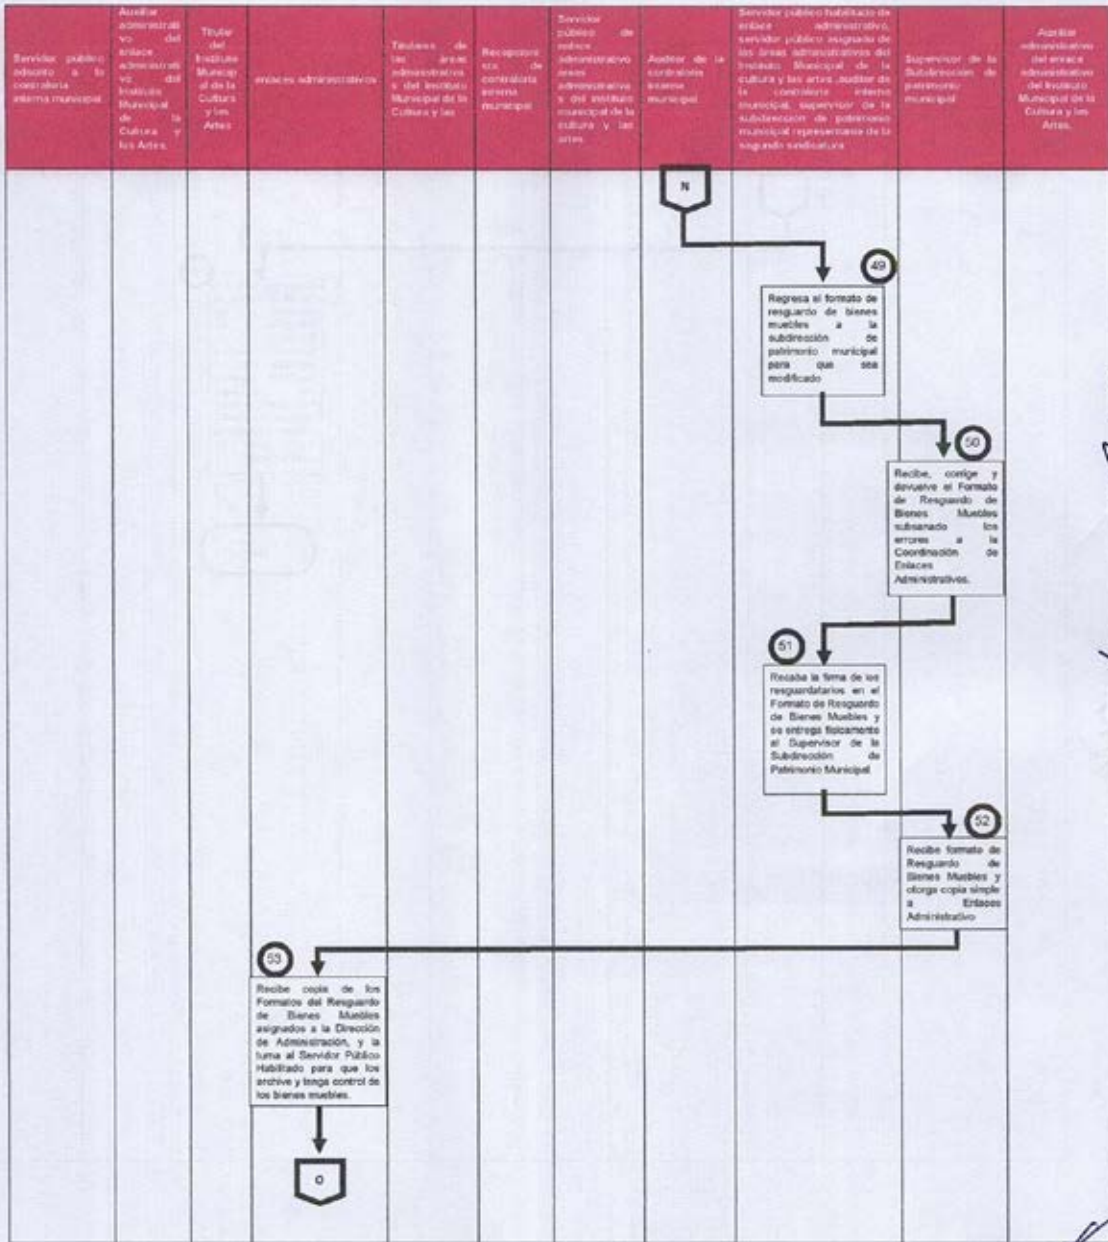 Servidor público
adscrito a la
contraloría
interna municipal
Auxiliar
administrati
vo del
enlace
administrati
vo del
Instituto
Municipal
de la
Cultura y
las Artes.
Titular
del
Instituto
Municip
al de la
Cultura
y las
Artes
enlaces administrativos
Titulares de
las áreas
administrativa
s del Instituto
Municipal de la
Cultura y las
contraloría
interna
municipal
Servidor
público de
enlace
administrativo
áreas
administrativa
s del instituto
municipal de la
cultura y las
artes.
Auditor de la
contraloría
interna
municipal
Servidor público habilitado de
enlace administrativo,
servidor público asignado de
las áreas administrativas del
Instituto Municipal de la
cultura y las artes, auditor de
la contraloría interna
municipal, supervisor de la
subdirección de patrimonio
municipal representante de la
segunda sindicatura
Supervisor de la
Subdirección de
patrimonio
municipal
Auxiliar
administrativo
del enlace
administrativo
del Instituto
Municipal de la
Cultura y las
Artes.
N
49
Regresa el formato de
resguardo de bienes
muebles a la
subdirección de
patrimonio municipal
para que sea
modificado
50
Recibe, corrige y
devuelve el Formato
de Resguardo de
Bienes Muebles
subsanado los
errores a la
Coordinación de
Enlaces
Administrativos.
51
Recaba la firma de los
resguardatarios en el
Formato de Resguardo
de Bienes Muebles y
se entrega físicamente
al Supervisor de la
Subdirección de
Patrimonio Municipal
52
Recibe formato de
Resguardo de
Bienes Muebles y
otorga copia simple
a Enlaces
Administrativo
53
Recibe copia de los
Formatos del Resguardo
de Bienes Muebles
asignados a la Dirección
de Administración, y la
turna al Servidor Público
Habilitado para que los
archive y tenga control de
los bienes muebles.
O